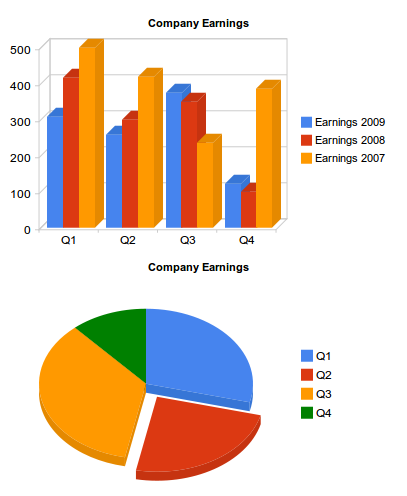 Company Earnings
500
400
300
200
100
0
Q1 Q2 Q3 Q4
Earnings 2009
Earnings 2008
Earnings 2007
Company Earnings
Q1
Q2
Q3
Q4